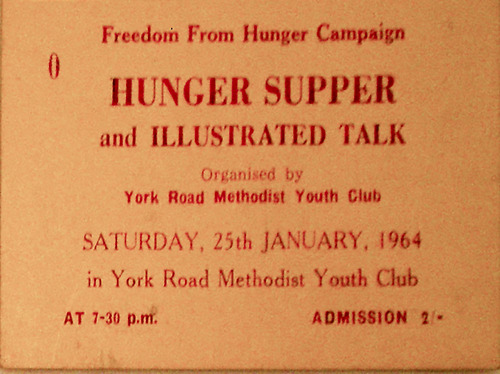 Freedom From Hunger Campaign
0
HUNGER SUPPER
and ILLUSTRATED TALK
Organised by
York Road Methodist Youth Club
SATURDAY, 25th JANUARY, 1964
in York Road Methodist Youth Club
AT 7-30 p.m. ADMISSION 2/-